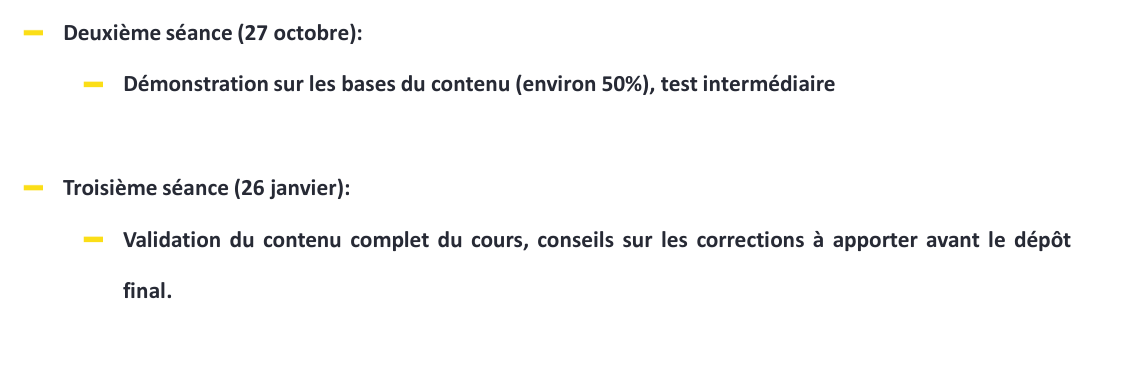 Deuxième séance (27 octobre):
Démonstration sur les bases du contenu (environ 50%), test intermédiaire
Troisième séance (26 janvier):
Validation du contenu complet du cours, conseils sur les corrections à apporter avant le dépôt
final.